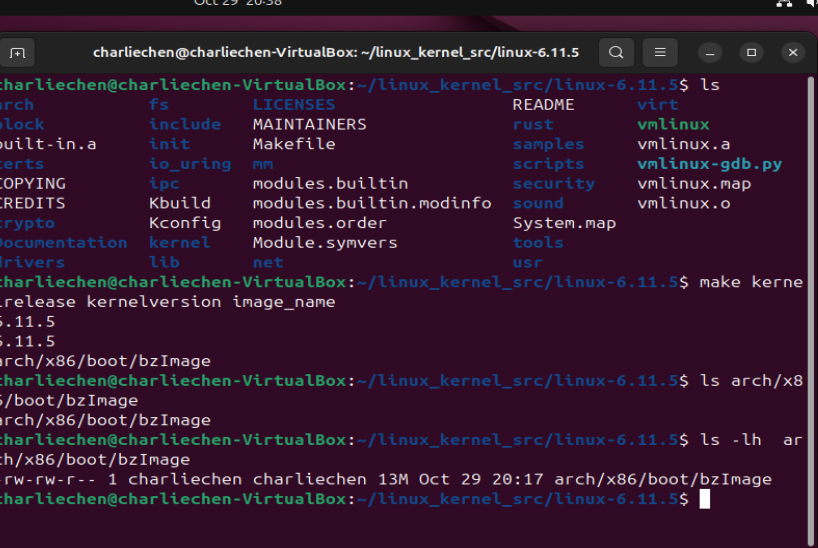 Oct 29 20:38
charliechen@charliechen-VirtualBox: ~/linux_kernel_src/linux-6.11.5
charliechen@charliechen-VirtualBox:~/linux_kernel_src/linux-6.11.5$ ls
arch fs LICENSES README virt
block include MAINTAINERS rust vmlinux
built-in.a init Makefile samples vmlinux.a
certs io_uring mm scripts vmlinux-gdb.py
COPYING ipc modules.builtin security vmlinux.map
CREDITS Kbuild modules.builtin.modinfo sound vmlinux.o
crypto Kconfig modules.order System.map
Documentation kernel Module.symvers tools
drivers lib net usr
charliechen@charliechen-VirtualBox:~/linux_kernel_src/linux-6.11.5$ make kerne
lrelease kernelversion image_name
6.11.5
6.11.5
arch/x86/boot/bzImage
charliechen@charliechen-VirtualBox:~/linux_kernel_src/linux-6.11.5$ ls arch/x8
6/boot/bzImage
arch/x86/boot/bzImage
charliechen@charliechen-VirtualBox:~/linux_kernel_src/linux-6.11.5$ ls -lh  ar
ch/x86/boot/bzImage
-rw-rw-r-- 1 charliechen charliechen 13M Oct 29 20:17 arch/x86/boot/bzImage
charliechen@charliechen-VirtualBox:~/linux_kernel_src/linux-6.11.5$